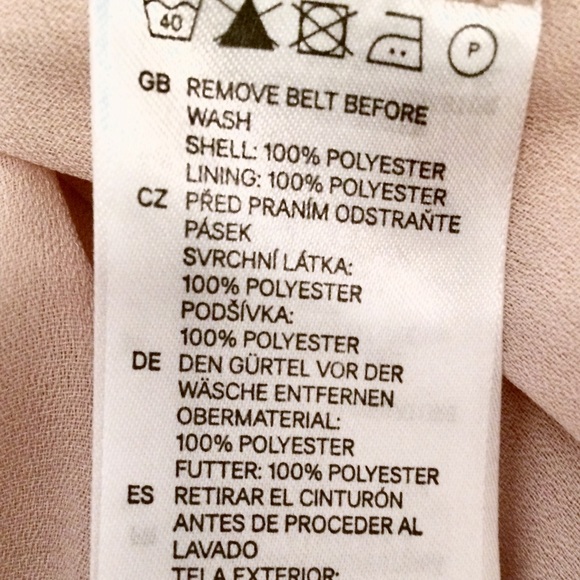 40 P
GB REMOVE BELT BEFORE
WASH
SHELL: 100% POLYESTER
LINING: 100% POLYESTER
CZ PŘED PRANÍM ODSTRAŇTE
PÁSEK
SVRCHNÍ LÁTKA:
100% POLYESTER
PODŠÍVKA:
100% POLYESTER
DE DEN GÜRTEL VOR DER
WÄSCHE ENTFERNEN
OBERMATERIAL:
100% POLYESTER
FUTTER: 100% POLYESTER
ES RETIRAR EL CINTURÓN
ANTES DE PROCEDER AL
LAVADO
TELA EXTERIOR: